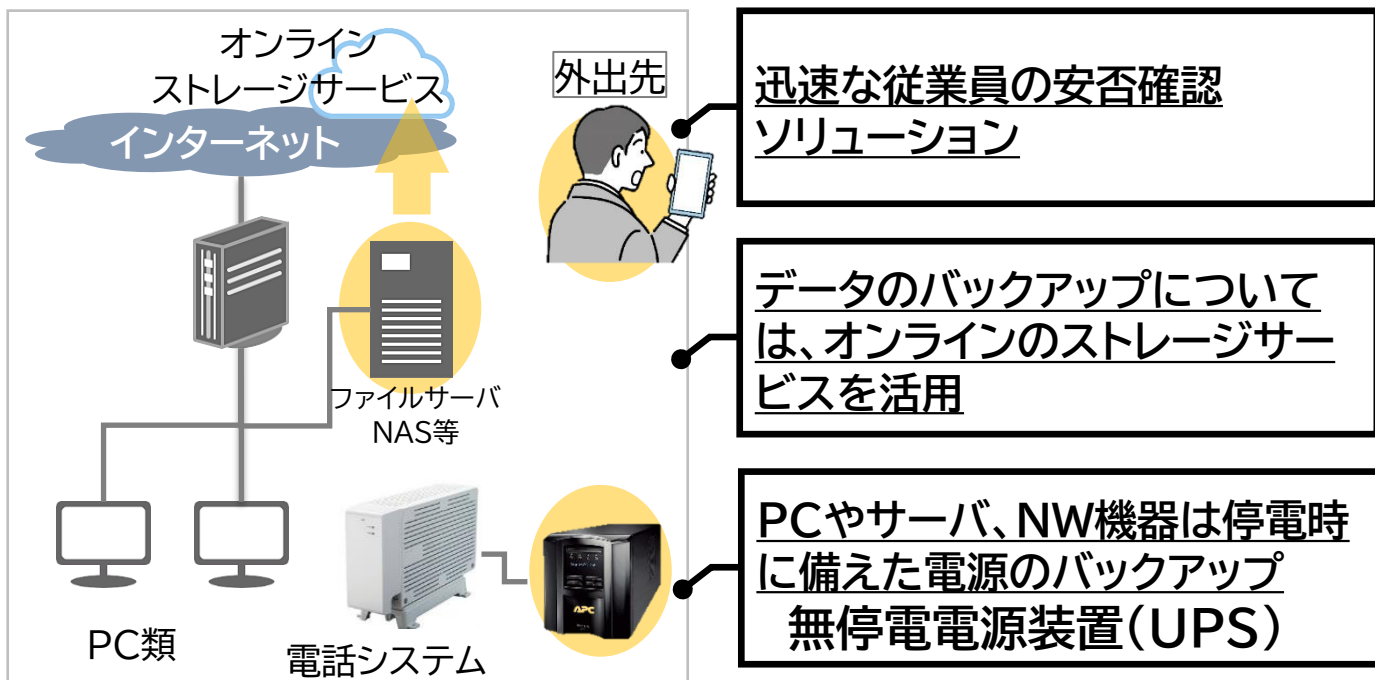 オンライン
ストレージサービス
インターネット
外出先
ファイルサーバ
NAS等
PC類
電話システム
APC
迅速な従業員の安否確認
ソリューション
データのバックアップについて
は、オンラインのストレージサー
ビスを活用
PCやサーバ、NW機器は停電時
に備えた電源のバックアップ
無停電電源装置（UPS）